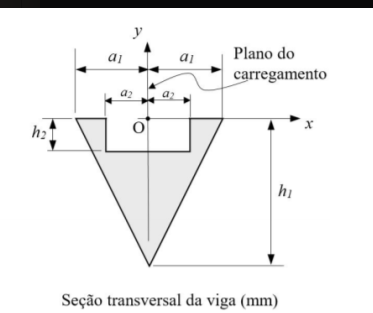 y
a1 a1 Plano do
carregamento
a2 a2
O x
h2
h1
Seção transversal da viga (mm)